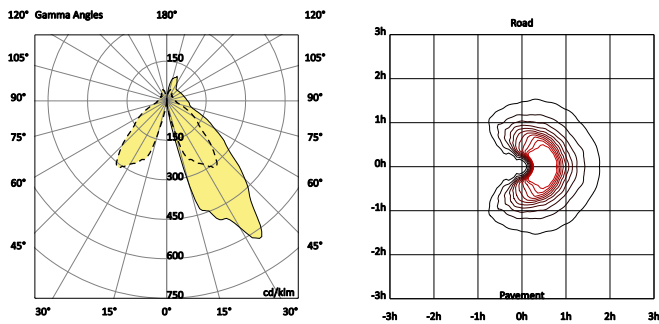 120° Gamma Angles 180° 120°
105° 105°
90° 90°
75° 75°
60° 60°
45° 45°
150
150
300
450
600
750
cd/klm
30° 15° 0° 15° 30°
Road
3h
2h
1h
0h
-1h
-2h
-3h
Pavement
-3h -2h -1h 0h 1h 2h 3h